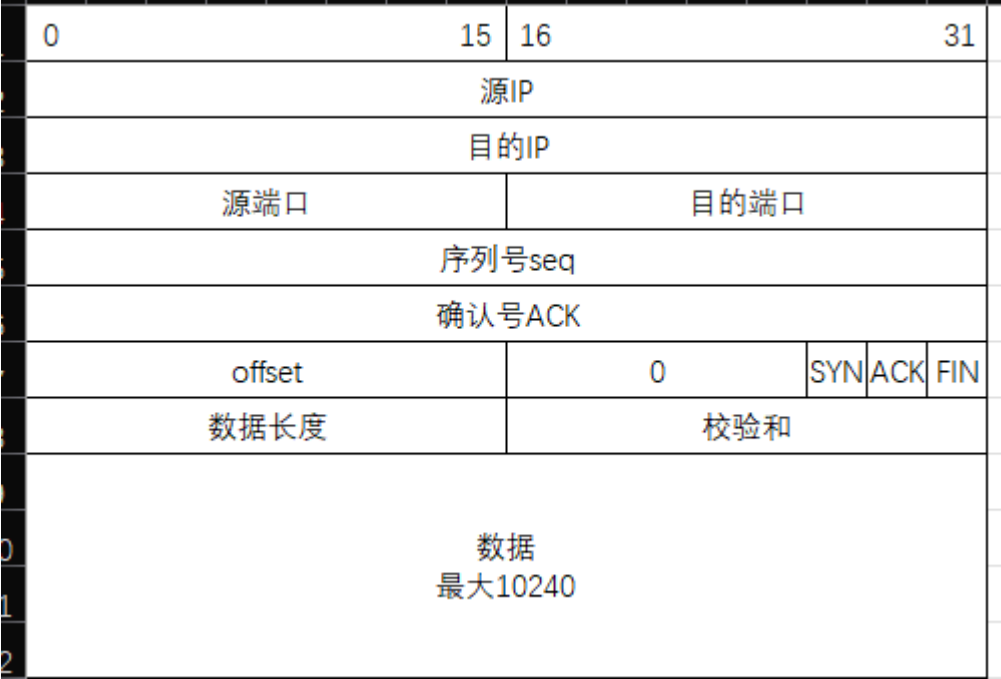 0 15 16 31
源IP
目的IP
源端口 目的端口
序列号seq
确认号ACK
offset 0 SYN ACK FIN
数据长度 校验和
数据
最大10240